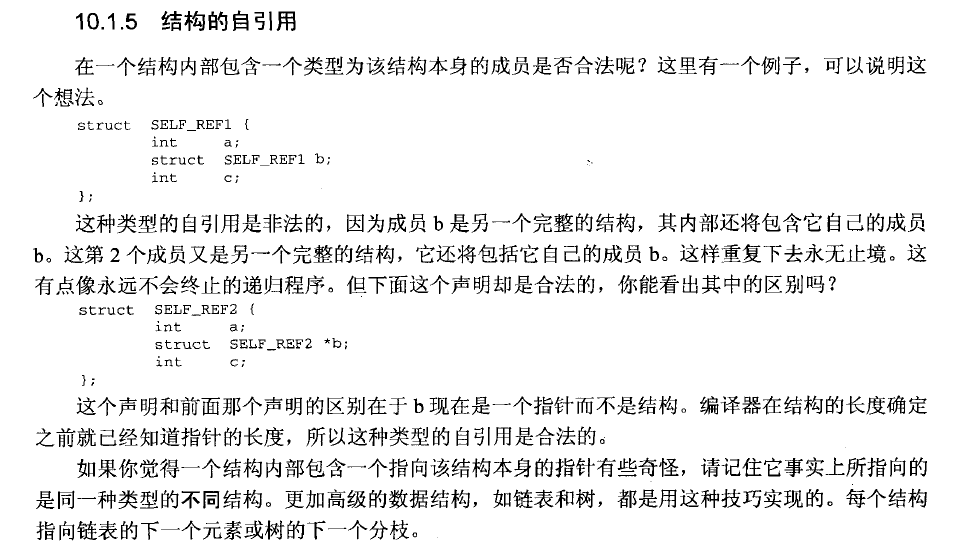 10.1.5 结构的自引用
在一个结构内部包含一个类型为该结构本身的成员是否合法呢？这里有一个例子，可以说明这
个想法。
struct SELF_REF1 {
int a;
struct SELF_REF1 b;
int c;
};
这种类型的自引用是非法的，因为成员 b 是另一个完整的结构，其内部还将包含它自己的成员
b。这第 2 个成员又是另一个完整的结构，它还将包括它自己的成员 b。这样重复下去永无止境。这
有点像永远不会终止的递归程序。但下面这个声明却是合法的，你能看出其中的区别吗？
struct SELF_REF2 {
int a;
struct SELF_REF2 *b;
int c;
};
这个声明和前面那个声明的区别在于 b 现在是一个指针而不是结构。编译器在结构的长度确定
之前就已经知道指针的长度，所以这种类型的自引用是合法的。
如果你觉得一个结构内部包含一个指向该结构本身的指针有些奇怪，请记住它事实上所指向的
是同一种类型的不同结构。更加高级的数据结构，如链表和树，都是用这种技巧实现的。每个结构
指向链表的下一个元素或树的下一个分枝。